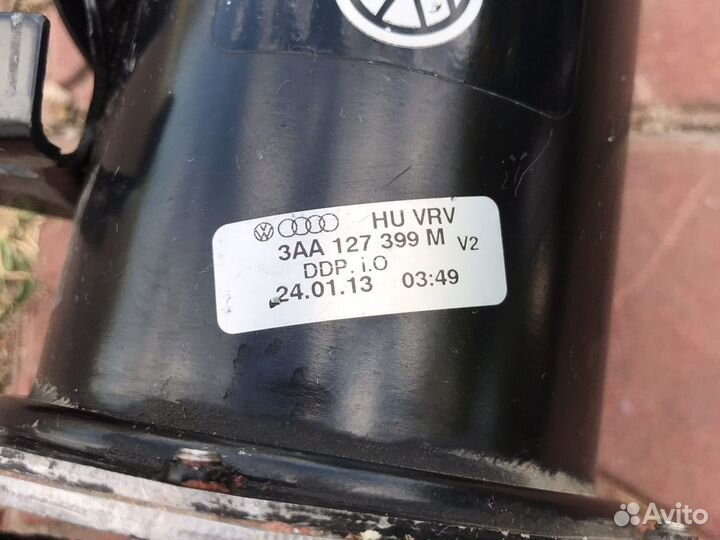 HU VRV
3AA 127 399 M V2
DDP. i.O
24.01.13 03:49
Avito